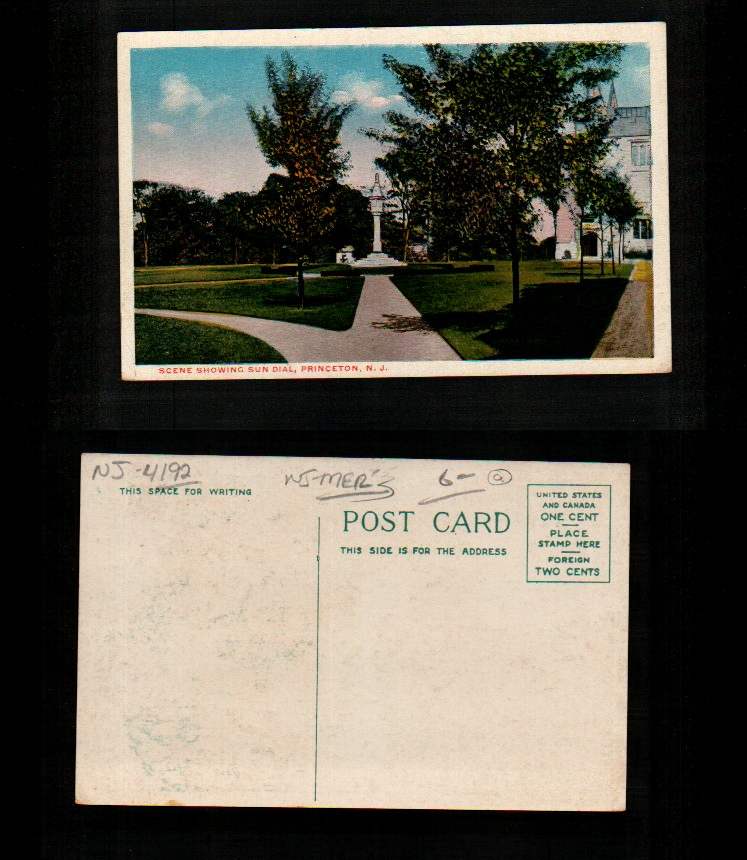 SCENE SHOWING SUN DIAL, PRINCETON, N. J.
NJ-4192
NJ-MER
6- a
THIS SPACE FOR WRITING
POST CARD
THIS SIDE IS FOR THE ADDRESS
UNITED STATES
AND CANADA
ONE CENT
PLACE
STAMP HERE
FOREIGN
TWO CENTS